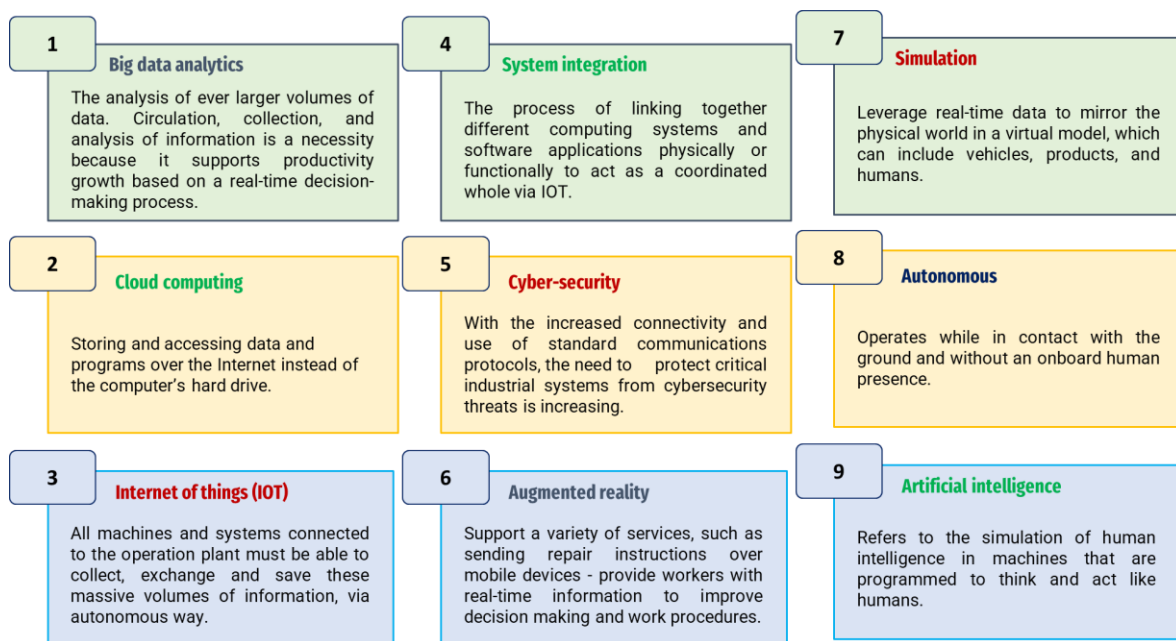 1
Big data analytics
The analysis of ever larger volumes of
data. Circulation, collection, and
analysis of information is a necessity
because it supports productivity
growth based on a real-time decision-
making process.
2
Cloud computing
Storing and accessing data and
programs over the Internet instead of
the computer's hard drive.
3
Internet of things (IOT)
All machines and systems connected
to the operation plant must be able to
collect, exchange and save these
massive volumes of information, via
autonomous way.
4
System integration
The process of linking together
different computing systems and
software applications physically or
functionally to act as a coordinated
whole via IOT.
5
Cyber-security
With the increased connectivity and
use of standard communications
protocols, the need to protect critical
industrial systems from cybersecurity
threats is increasing.
6
Augmented reality
Support a variety of services, such as
sending repair instructions over
mobile devices - provide workers with
real-time information to improve
decision making and work procedures.
7
Simulation
Leverage real-time data to mirror the
physical world in a virtual model, which
can include vehicles, products, and
humans.
8
Autonomous
Operates while in contact with the
ground and without an onboard human
presence.
9
Artificial intelligence
Refers to the simulation of human
intelligence in machines that are
programmed to think and act like
humans.